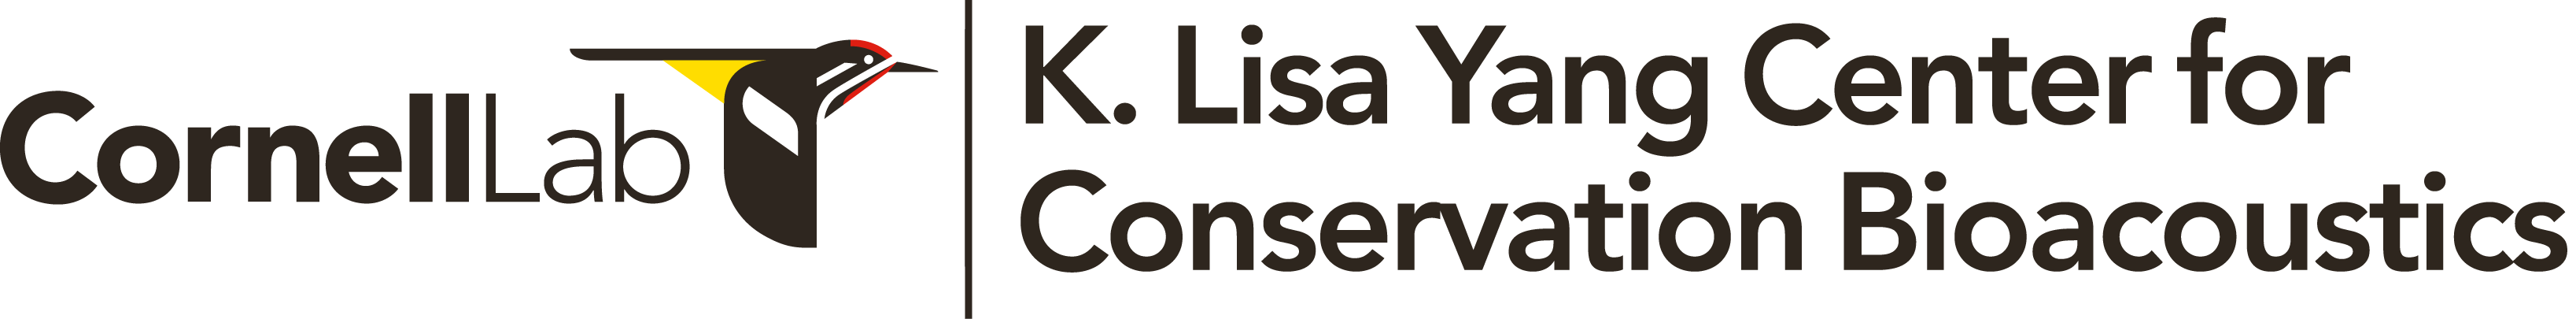 CornellLab
K. Lisa Yang Center for
Conservation Bioacoustics